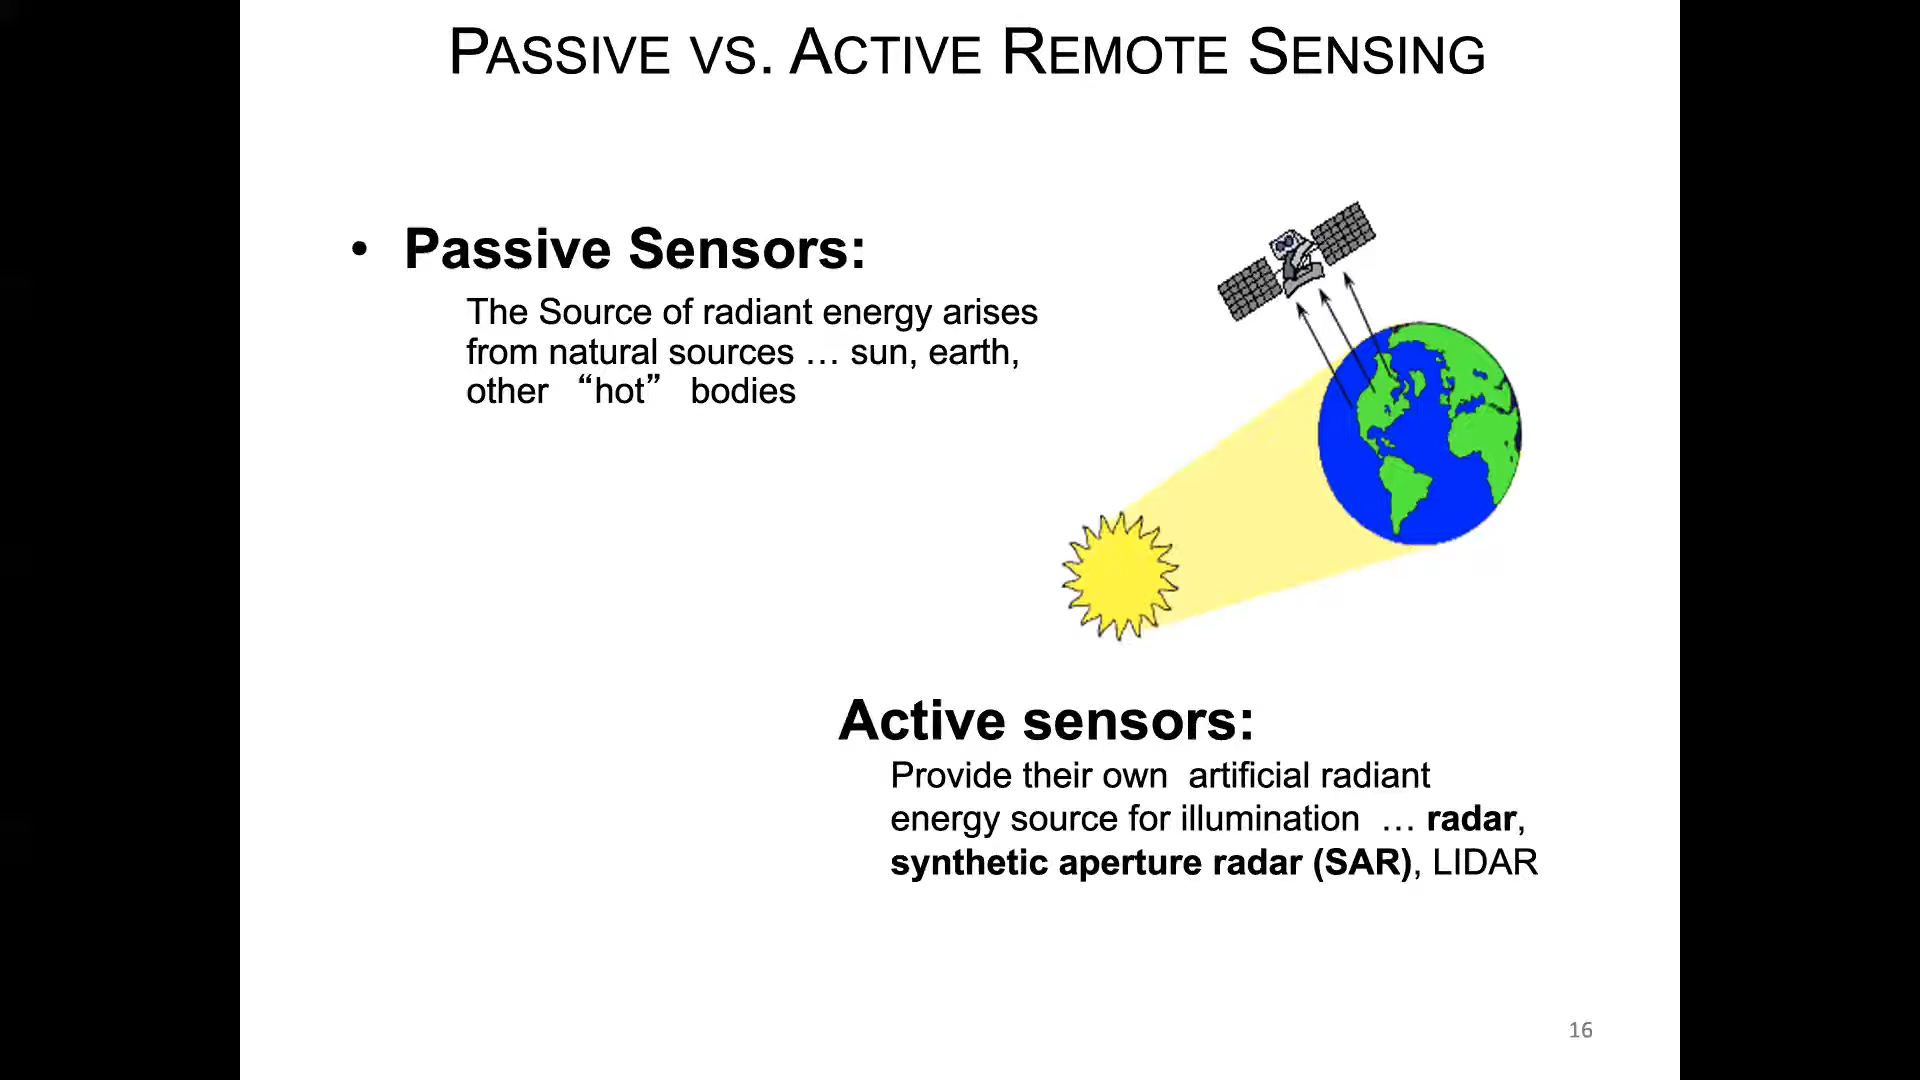 PASSIVE VS. ACTIVE REMOTE SENSING
• Passive Sensors:
The Source of radiant energy arises
from natural sources … sun, earth,
other “hot” bodies
Active sensors:
Provide their own artificial radiant
energy source for illumination … radar,
synthetic aperture radar (SAR), LIDAR
16